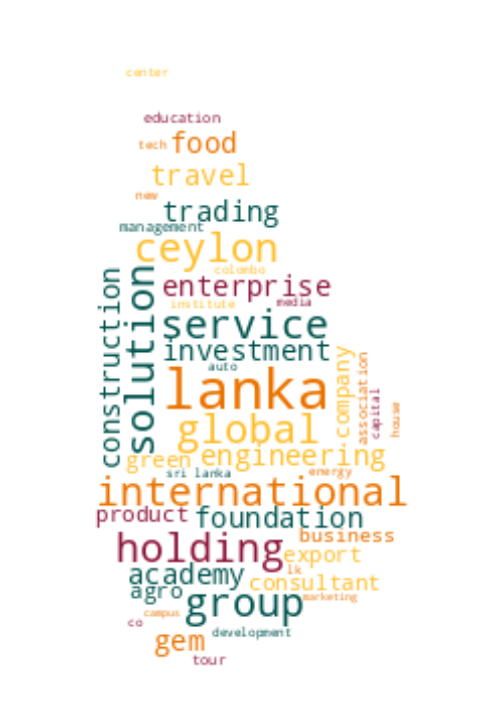 center
education
tech food
travel
new
trading
management
ceylon
colombo
construction
solution
enterprise
institute media
service
investment
auto
lanka
company
association
capital
house
global
green engineering
sri lanka energy
international
product foundation
business
holding export
lk
academy consultant
agro group marketing
campus
co
development
gem
tour